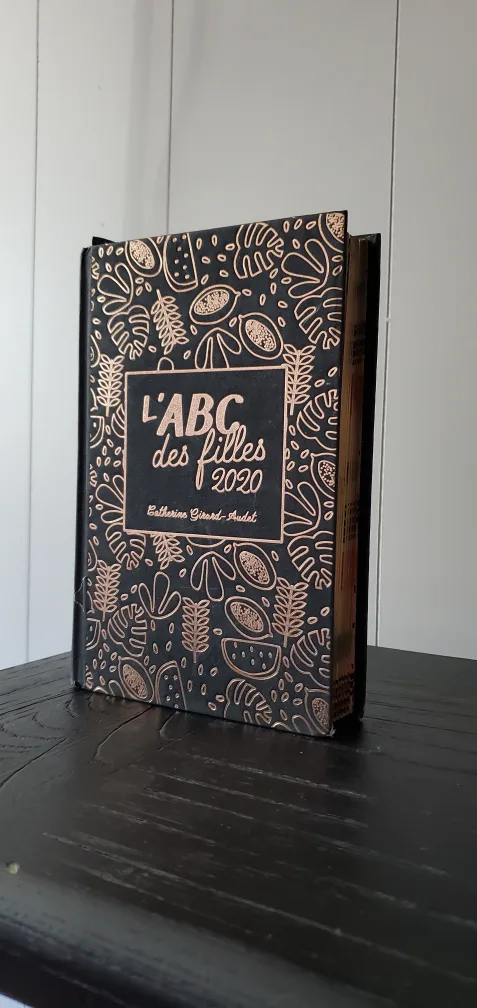 L'ABC
des filles
2020
Catherine Girard-Audet